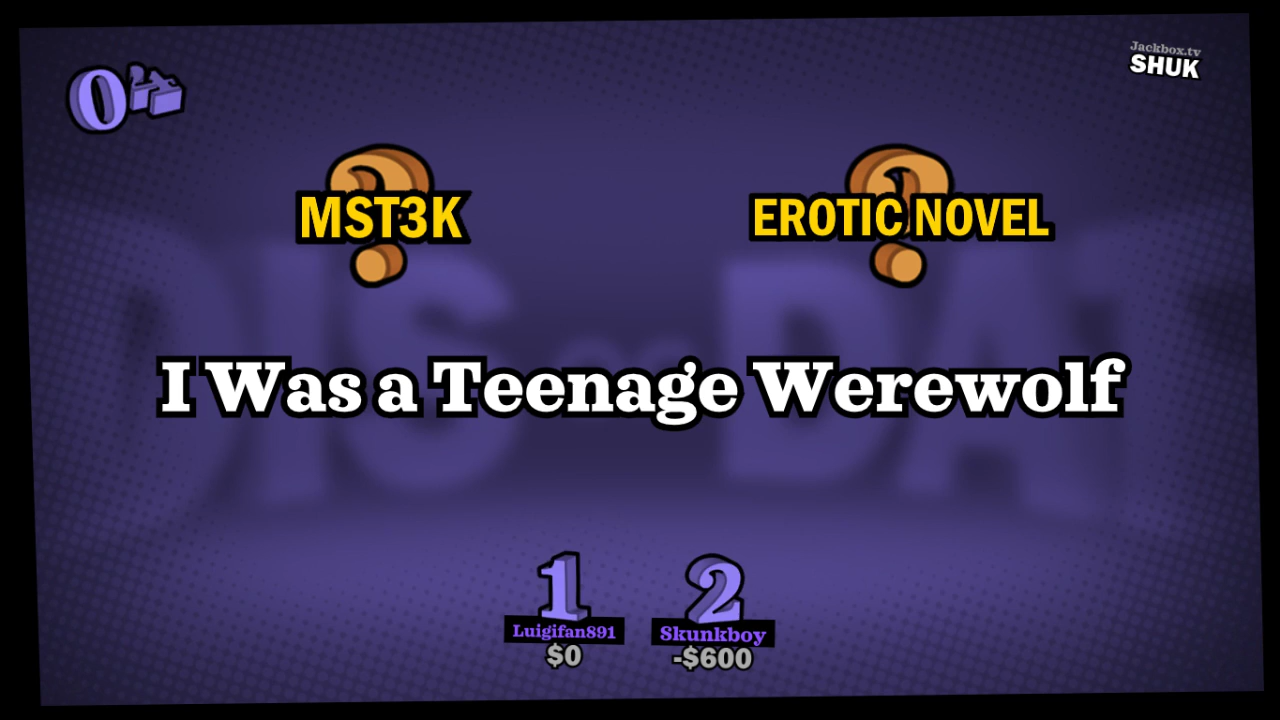 Jackbox.tv
SHUK
MST3K
EROTIC NOVEL
I Was a Teenage Werewolf
1
2
Luigifan891
Skunkboy
$0
-$600